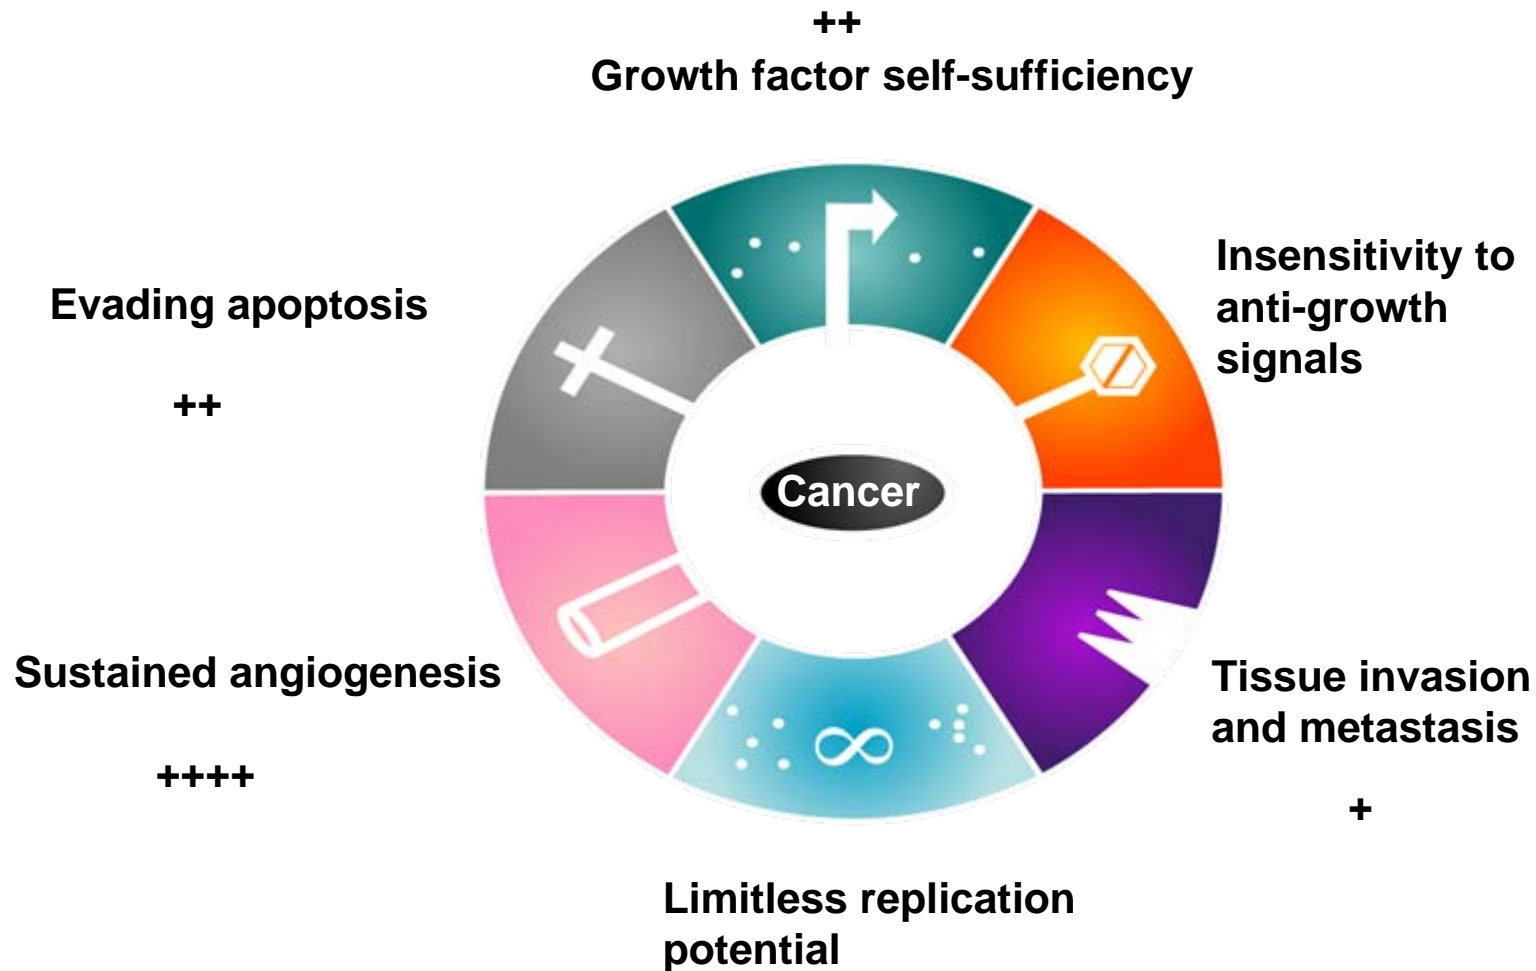 ++
Growth factor self-sufficiency
Insensitivity to
anti-growth
signals
Evading apoptosis
++
Cancer
Sustained angiogenesis
++++
Tissue invasion
and metastasis
+
Limitless replication
potential